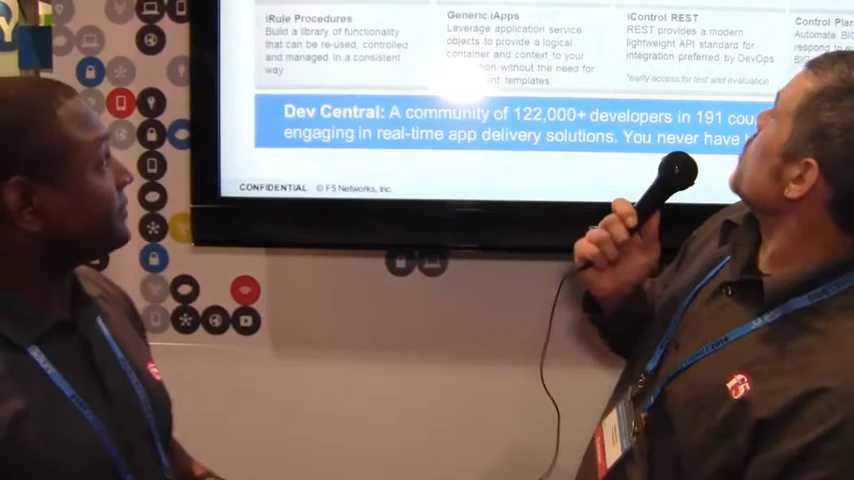 iRule Procedures
Build a library of functionality
that can be re-used, controlled
and managed in a consistent
way
Generic iApps
Leverage application service
objects to provide a logical
container and context to your
without the need for
templates.
iControl REST
REST provides a modern
lightweight API standard for
integration preferred by DevOps
*early access for test and evaluation
Control Plan
Automate BIG
respond to
Dev Central: A community of 122,000+ developers in 191
engaging in real-time app delivery solutions. You never have
CONFIDENTIAL © F5 Networks, Inc.
f5